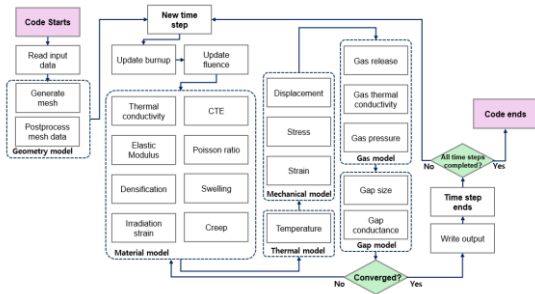 Code Starts
Read input
data
Generate
mesh
Postprocess
mesh data
Geometry model
New time
step
Update burnup
Update
fluence
Thermal
conductivity
CTE
Elastic
Modulus
Poisson ratio
Densification
Swelling
Irradiation
strain
Creep
Material model
Displacement
Stress
Strain
Mechanical model
Temperature
Thermal model
Gas release
Gas thermal
conductivity
Gas pressure
Gas model
Gap size
Gap
conductance
Gap model
Converged?
No
Yes
Write output
Time step
ends
All time steps
completed?
No
Yes
Code ends